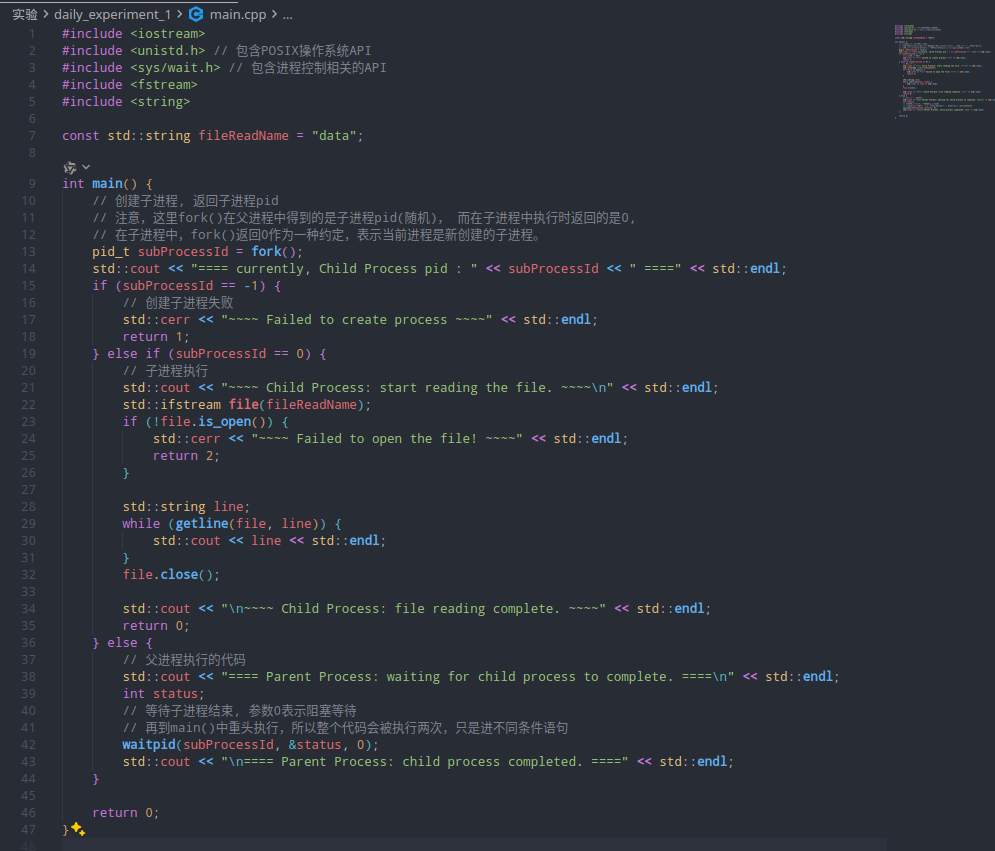 实验 > daily_experiment_1 > main.cpp > ...
1 #include <iostream>
2 #include <unistd.h> // 包含POSIX操作系统API
3 #include <sys/wait.h> // 包含进程控制相关的API
4 #include <fstream>
5 #include <string>
6
7 const std::string fileReadName = "data";
8
9 int main() {
10     // 创建子进程, 返回子进程pid
11     // 注意，这里fork()在父进程中得到的是子进程pid(随机)， 而在子进程中执行时返回的是0,
12     // 在子进程中，fork()返回0作为一种约定，表示当前进程是新创建的子进程。
13     pid_t subProcessId = fork();
14     std::cout << "==== currently, Child Process pid : " << subProcessId << " ====" << std::endl;
15     if (subProcessId == -1) {
16         // 创建子进程失败
17         std::cerr << "~~~~ Failed to create process ~~~~" << std::endl;
18         return 1;
19     } else if (subProcessId == 0) {
20         // 子进程执行
21         std::cout << "~~~~ Child Process: start reading the file. ~~~~\n" << std::endl;
22         std::ifstream file(fileReadName);
23         if (!file.is_open()) {
24             std::cerr << "~~~~ Failed to open the file! ~~~~" << std::endl;
25             return 2;
26         }
27
28         std::string line;
29         while (getline(file, line)) {
30             std::cout << line << std::endl;
31         }
32         file.close();
33
34         std::cout << "\n~~~~ Child Process: file reading complete. ~~~~" << std::endl;
35         return 0;
36     } else {
37         // 父进程执行的代码
38         std::cout << "==== Parent Process: waiting for child process to complete. ====\n" << std::endl;
39         int status;
40         // 等待子进程结束, 参数0表示阻塞等待
41         // 再到main()中重头执行，所以整个代码会被执行两次，只是进不同条件语句
42         waitpid(subProcessId, &status, 0);
43         std::cout << "\n==== Parent Process: child process completed. ====" << std::endl;
44     }
45
46     return 0;
47 }
48